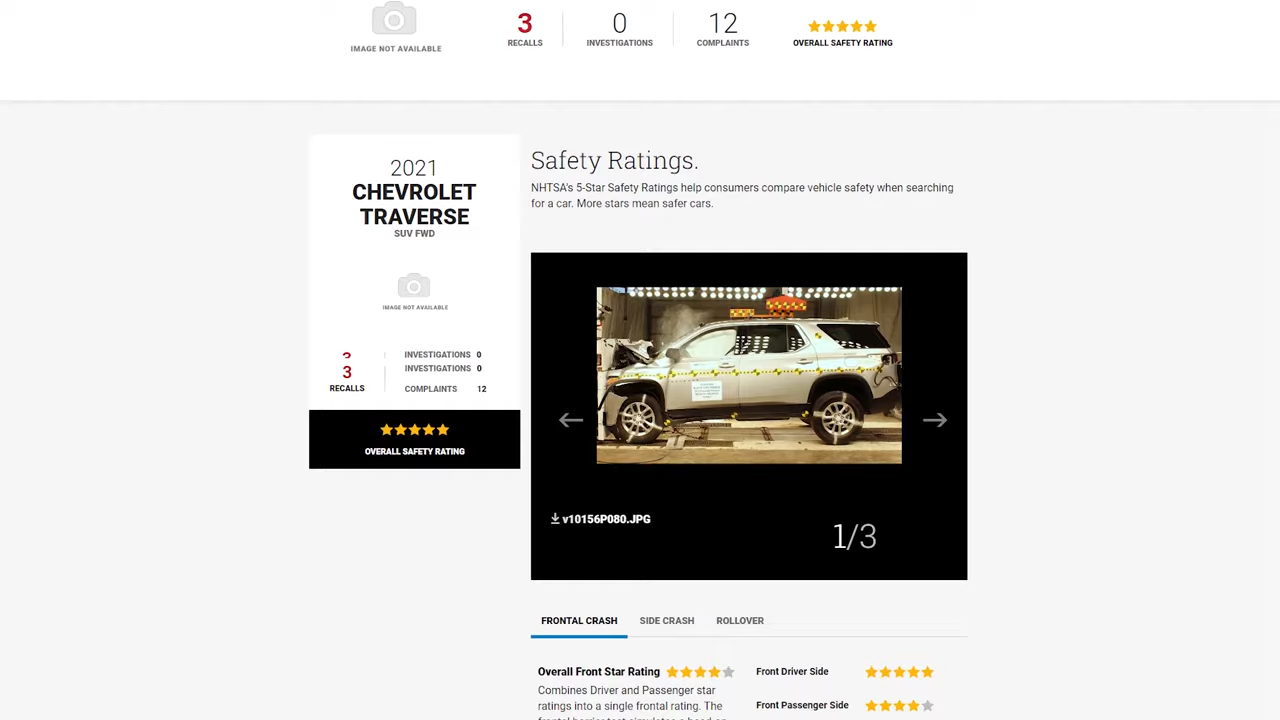 IMAGE NOT AVAILABLE
3
RECALLS
0
INVESTIGATIONS
12
COMPLAINTS
OVERALL SAFETY RATING
2021
CHEVROLET
TRAVERSE
SUV FWD
IMAGE NOT AVAILABLE
3
3
RECALLS
INVESTIGATIONS 0
INVESTIGATIONS 0
COMPLAINTS 12
OVERALL SAFETY RATING
Safety Ratings.
NHTSA's 5-Star Safety Ratings help consumers compare vehicle safety when searching
for a car. More stars mean safer cars.
v10156P080.JPG
1/3
FRONTAL CRASH SIDE CRASH ROLLOVER
Overall Front Star Rating
Combines Driver and Passenger star
ratings into a single frontal rating. The
Front Driver Side
Front Passenger Side